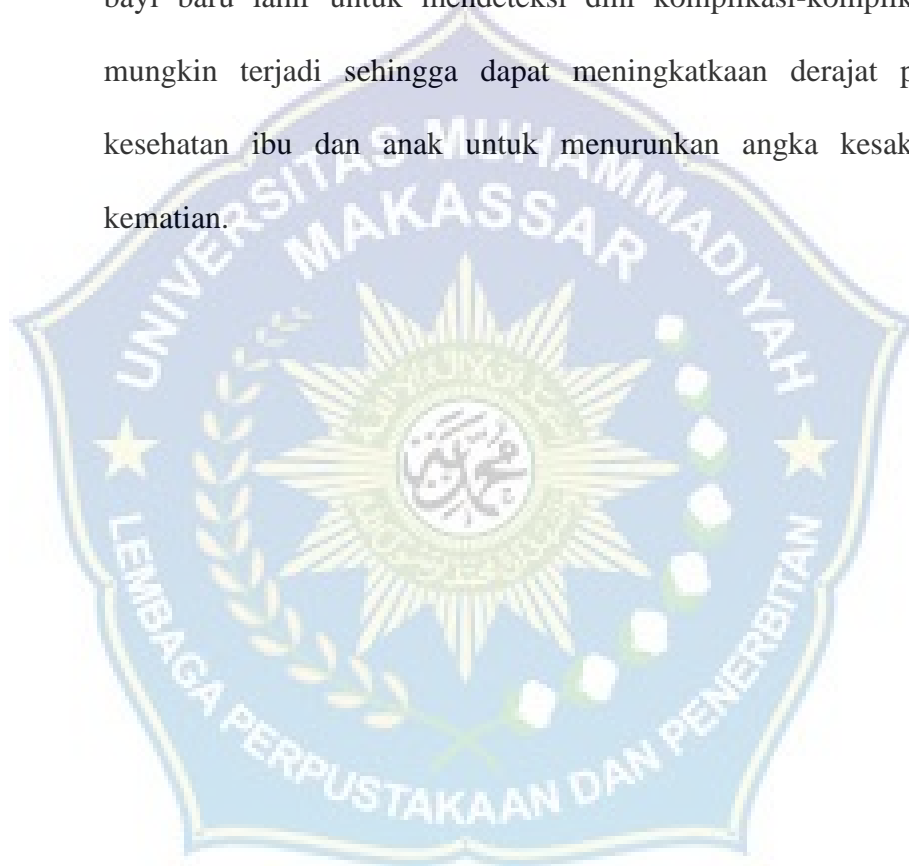 bayi baru lahir untuk mendeteksi dini
mungkin terjadi sehingga dapat meningkatkaan derajat
kesehatan ibu dan anak untuk menurunkan angka
kematian.
UNIVERSITAS MUHAMMADIYAH
MAKASSAR
محمدية
LEMBAGA PERPUSTAKAAN DAN PENERBITAN